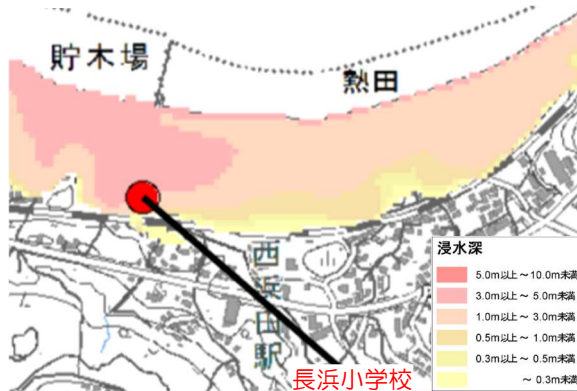 貯木場
熱田
西浜田駅
浸水深
5.0m以上～10.0m未満
3.0m以上～5.0m未満
1.0m以上～3.0m未満
0.5m以上～1.0m未満
0.3m以上～0.5m未満
～0.3m未満
長浜小学校